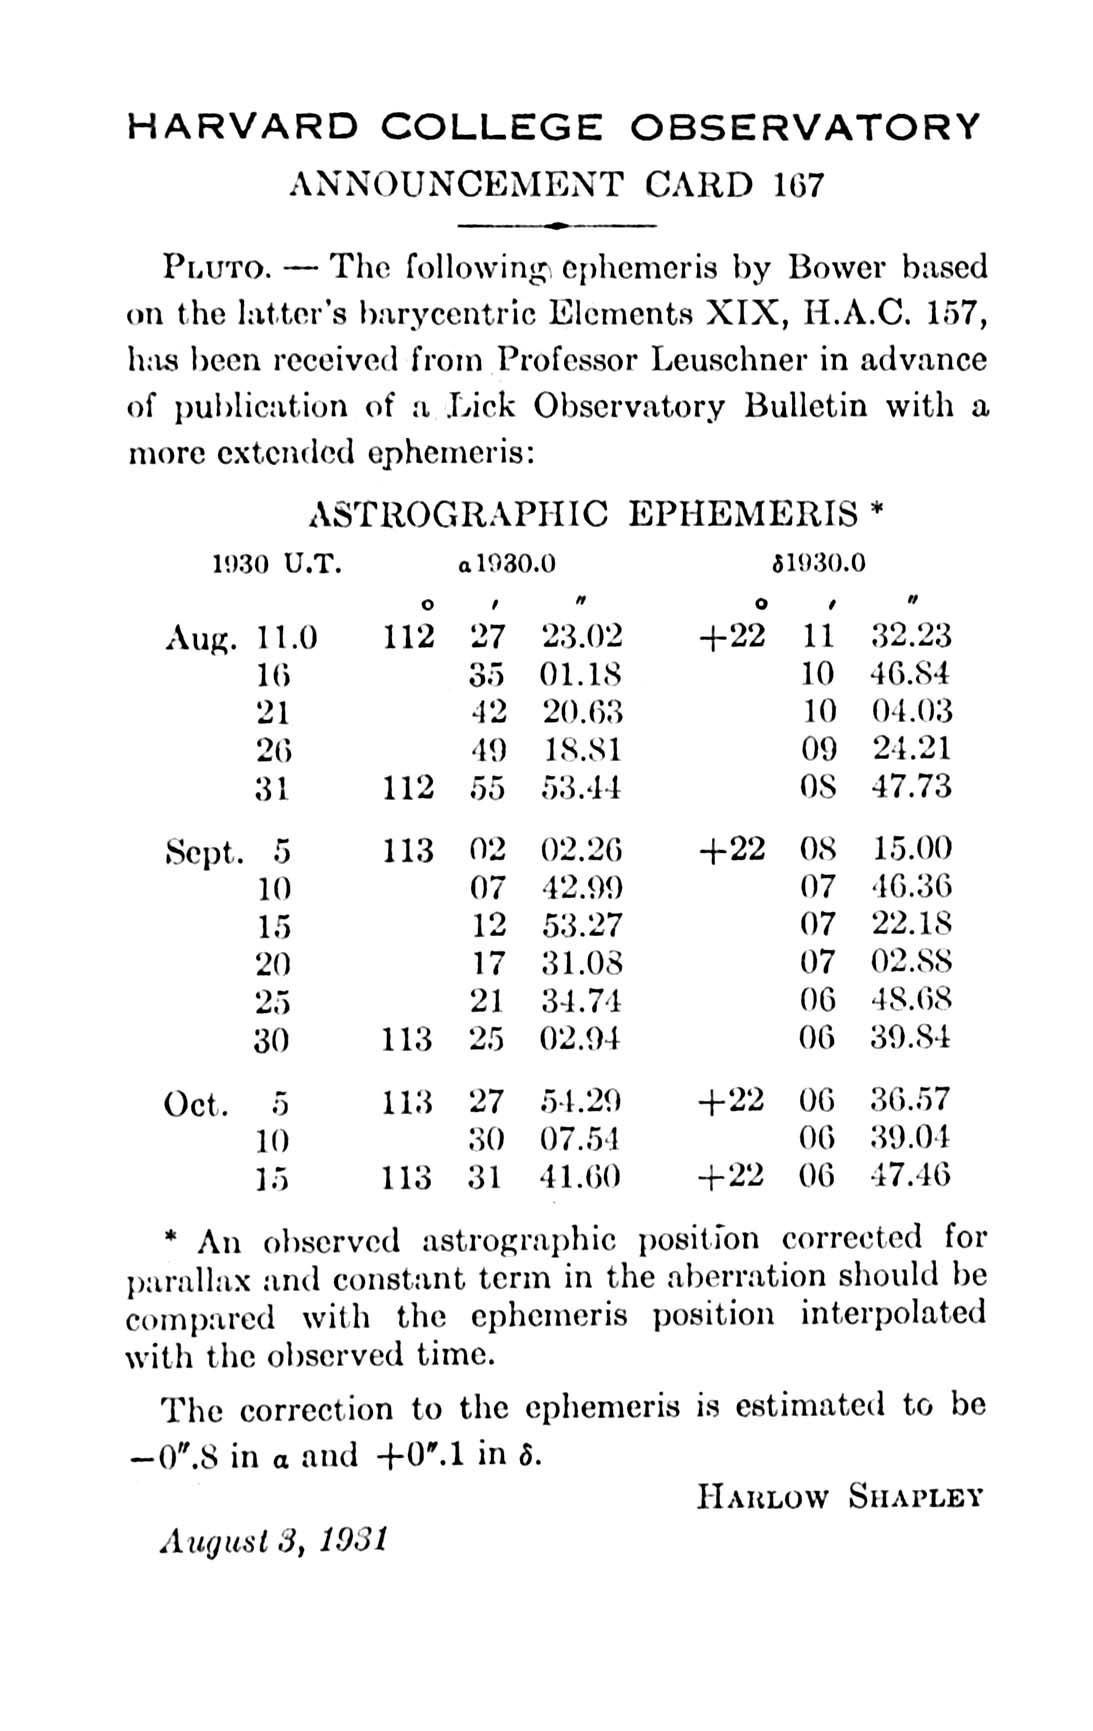 HARVARD COLLEGE OBSERVATORY
ANNOUNCEMENT CARD 167
PLUTO. — The following ephemeris by Bower based
on the latter's barycentric Elements XIX, H.A.C. 157,
has been received from Professor Leuschner in advance
of publication of a Lick Observatory Bulletin with a
more extended ephemeris:
ASTROGRAPHIC EPHEMERIS *
1930 U.T. α1930.0 δ1930.0
o ′ ″ o ′ ″
Aug. 11.0 112 27 23.02 +22 11 32.23
16 35 01.18 10 46.84
21 42 20.63 10 04.03
26 49 18.81 09 24.21
31 112 55 53.44 08 47.73
Sept. 5 113 02 02.26 +22 08 15.00
10 07 42.99 07 46.36
15 12 53.27 07 22.18
20 17 31.08 07 02.88
25 21 34.74 06 48.68
30 113 25 02.94 06 39.84
Oct. 5 113 27 54.29 +22 06 36.57
10 30 07.54 06 39.04
15 113 31 41.60 +22 06 47.46
* An observed astrographic position corrected for
parallax and constant term in the aberration should be
compared with the ephemeris position interpolated
with the observed time.
The correction to the ephemeris is estimated to be
—0″.8 in α and +0″.1 in δ.
HARLOW SHAPLEY
August 3, 1931